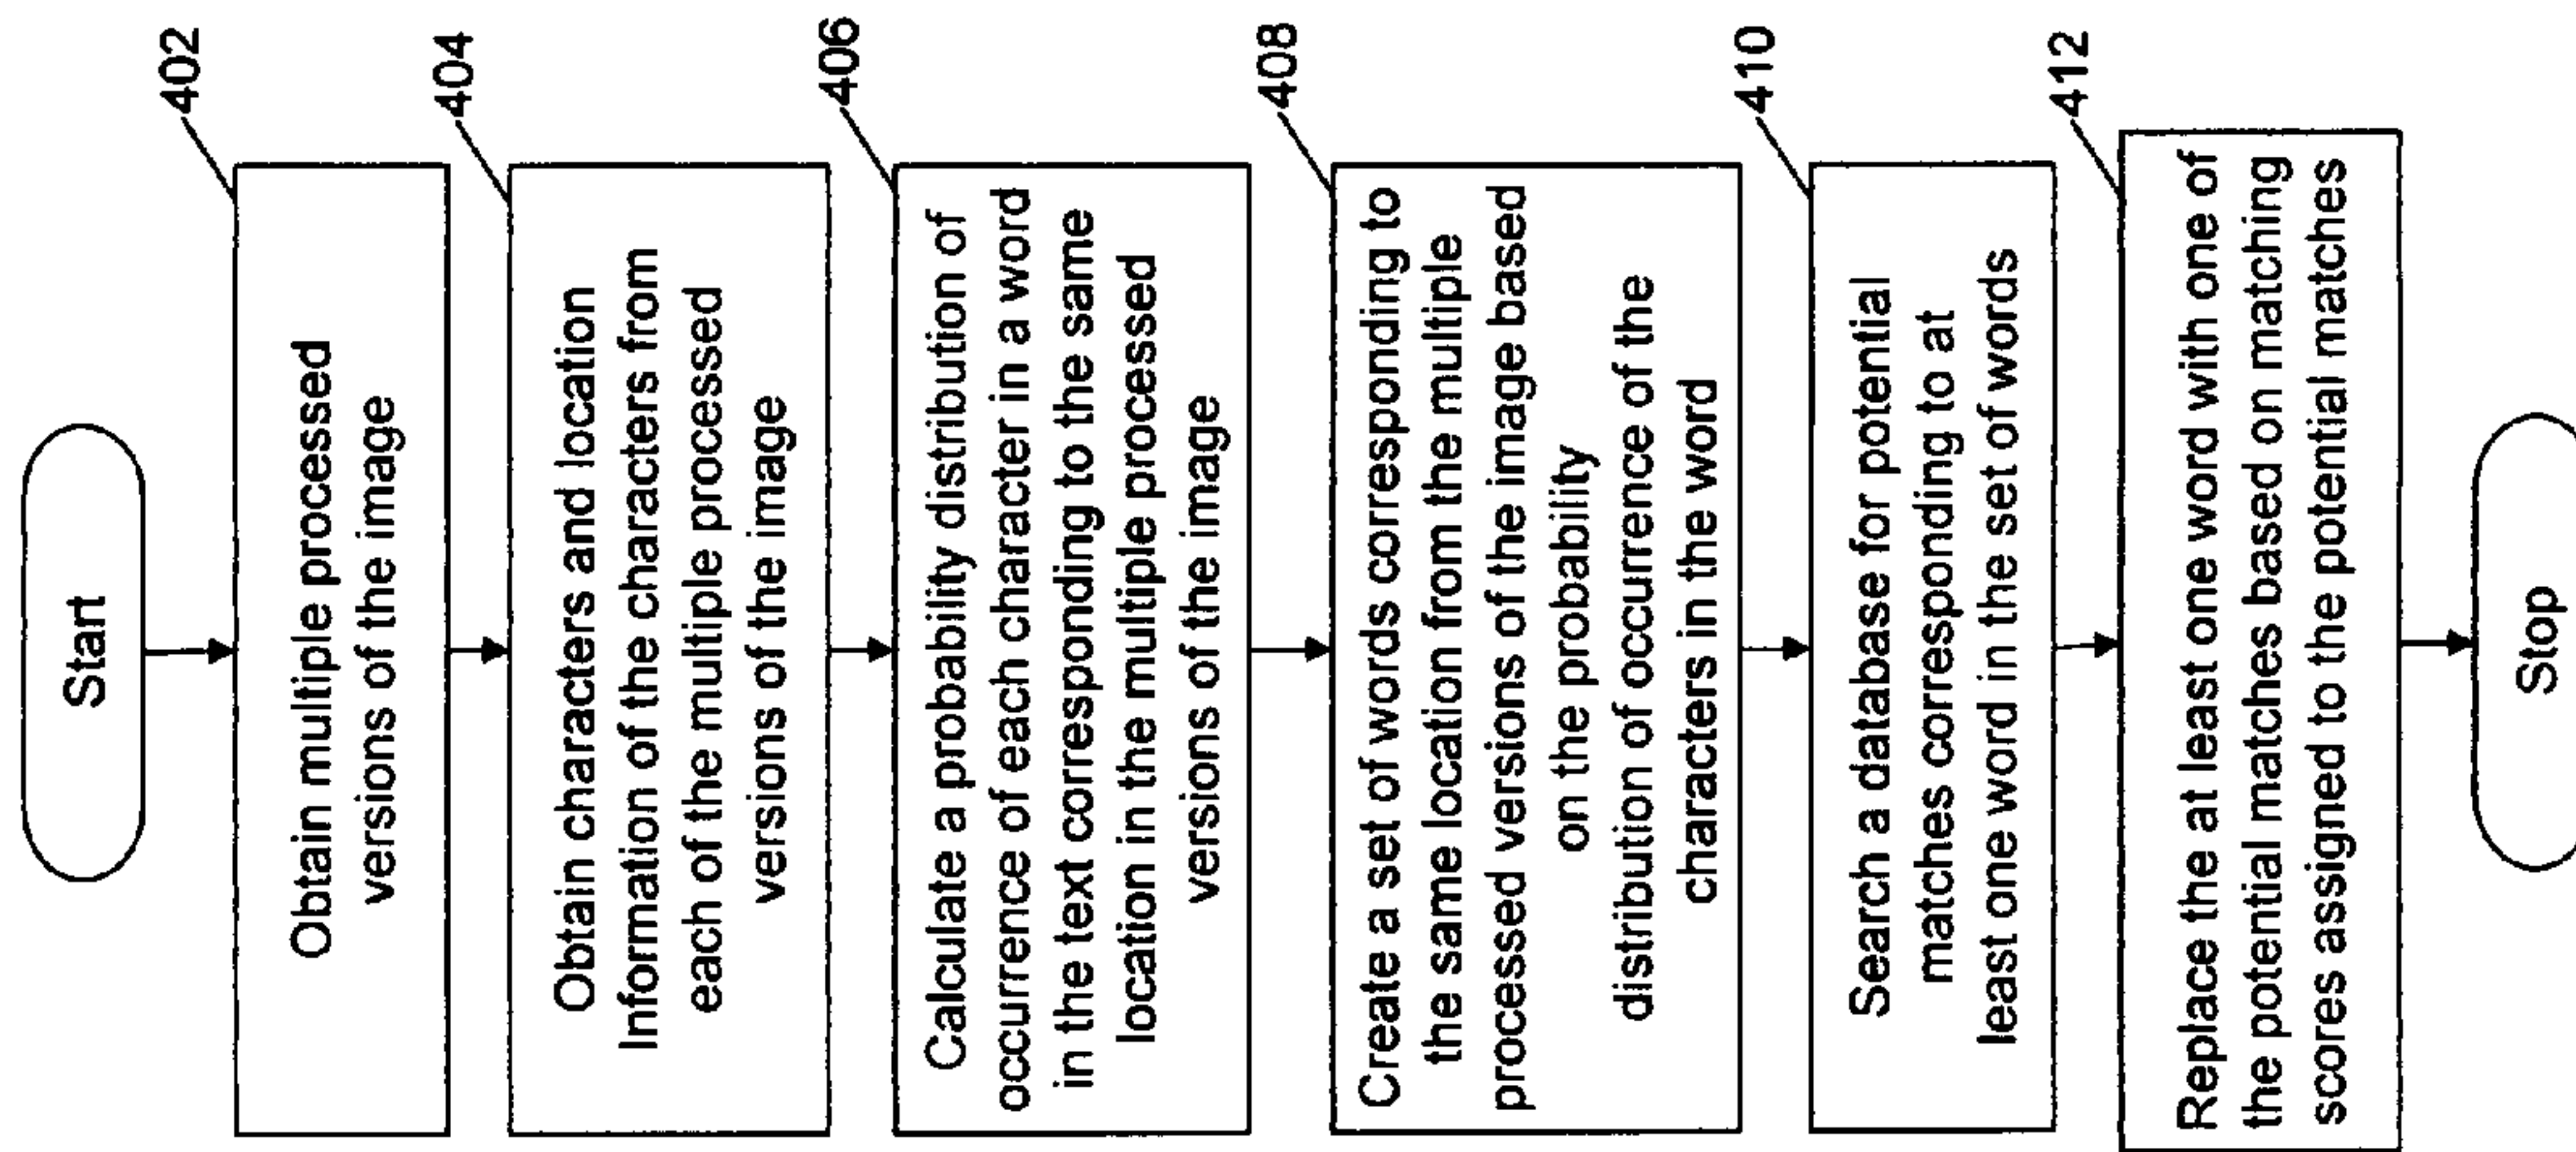 Start
402
Obtain multiple processed
versions of the image
404
Obtain characters and location
Information of the characters from
each of the multiple processed
versions of the image
406
Calculate a probability distribution of
occurrence of each character in a word
in the text corresponding to the same
location in the multiple processed
versions of the image
408
Create a set of words corresponding to
the same location from the multiple
processed versions of the image based
on the probability
distribution of occurrence of the
characters in the word
410
Search a database for potential
matches corresponding to at
least one word in the set of words
412
Replace the at least one word with one of
the potential matches based on matching
scores assigned to the potential matches
Stop